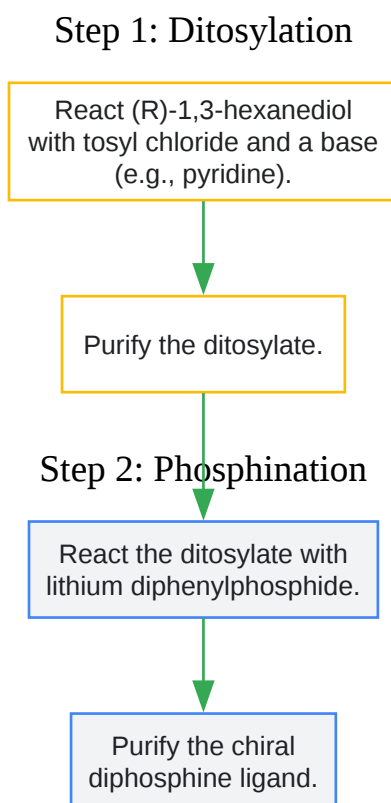 Step 1: Ditosylation
React (R)-1,3-hexanediol
with tosyl chloride and a base
(e.g., pyridine).
Purify the ditosylate.
Step 2: Phosphination
React the ditosylate with
lithium diphenylphosphide.
Purify the chiral
diphosphine ligand.